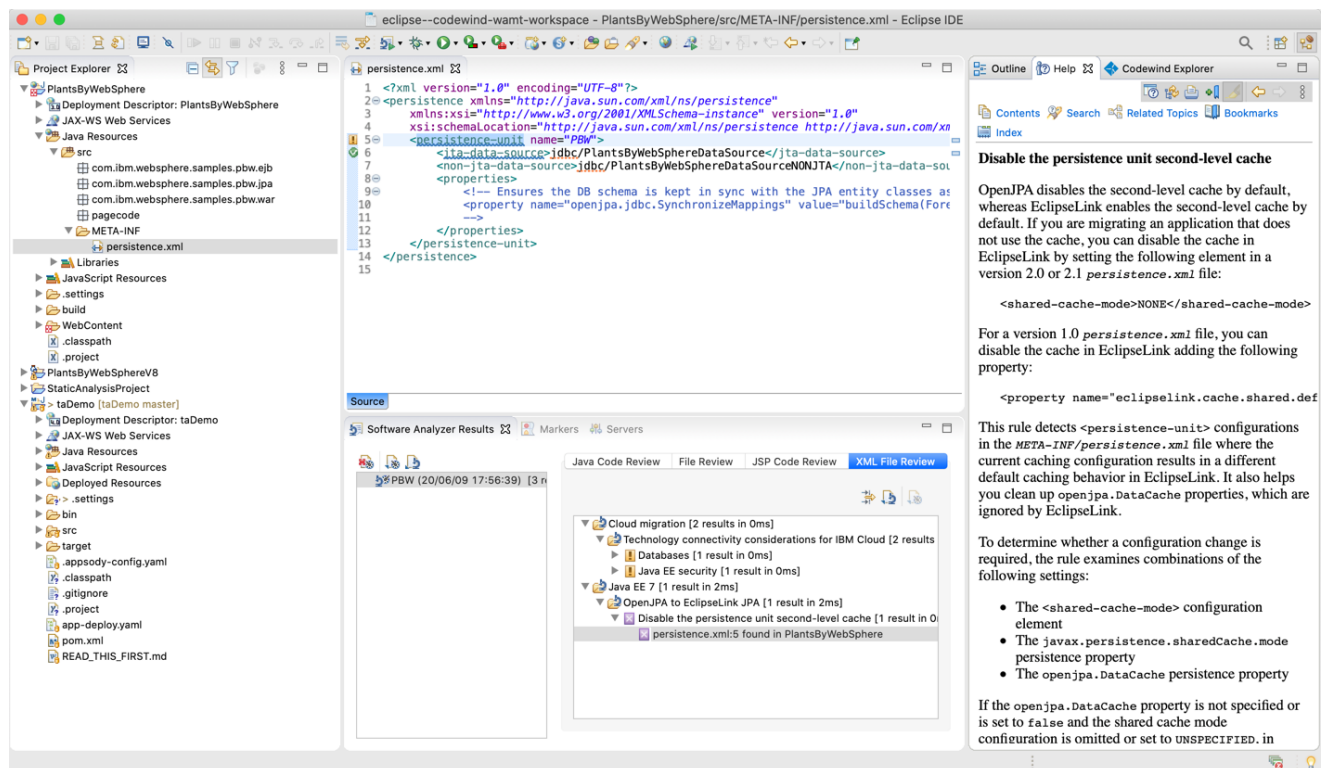 eclipse--codewind-wamt-workspace - PlantsByWebSphere/src/META-INF/persistence.xml - Eclipse IDE
Project Explorer
PlantsByWebSphere
Deployment Descriptor: PlantsByWebSphere
JAX-WS Web Services
Java Resources
src
com.ibm.websphere.samples.pbw.ejb
com.ibm.websphere.samples.pbw.jpa
com.ibm.websphere.samples.pbw.war
pagecode
META-INF
persistence.xml
Libraries
JavaScript Resources
.settings
build
WebContent
.classpath
.project
PlantsByWebSphereV8
StaticAnalysisProject
> taDemo [taDemo master]
Deployment Descriptor: taDemo
JAX-WS Web Services
Java Resources
JavaScript Resources
Deployed Resources
> .settings
bin
src
target
.appsody-config.yaml
.classpath
.gitignore
.project
app-deploy.yaml
pom.xml
READ_THIS_FIRST.md
persistence.xml
1 <?xml version="1.0" encoding="UTF-8"?>
2 <persistence xmlns="http://java.sun.com/xml/ns/persistence"
3 xmlns:xsi="http://www.w3.org/2001/XMLSchema-instance" version="1.0"
4 xsi:schemaLocation="http://java.sun.com/xml/ns/persistence http://java.sun.com/xm
5 <persistence-unit name="PBW">
6 <jta-data-source>jdbc/PlantsByWebSphereDataSource</jta-data-source>
7 <non-jta-data-source>jdbc/PlantsByWebSphereDataSourceNONJTA</non-jta-data-sou
8 <properties>
9 <!-- Ensures the DB schema is kept in sync with the JPA entity classes as
10 <property name="openjpa.jdbc.SynchronizeMappings" value="buildSchema(Fore
11 -->
12 </properties>
13 </persistence-unit>
14 </persistence>
15
Source
Software Analyzer Results Markers Servers
PBW (20/06/09 17:56:39) [3 r
Java Code Review File Review JSP Code Review XML File Review
Cloud migration [2 results in 0ms]
Technology connectivity considerations for IBM Cloud [2 results
Databases [1 result in 0ms]
Java EE security [1 result in 0ms]
Java EE 7 [1 result in 2ms]
OpenJPA to EclipseLink JPA [1 result in 2ms]
Disable the persistence unit second-level cache [1 result in 0
persistence.xml:5 found in PlantsByWebSphere
Outline Help Codewind Explorer
Contents Search Related Topics Bookmarks
Index
Disable the persistence unit second-level cache
OpenJPA disables the second-level cache by default,
whereas EclipseLink enables the second-level cache by
default. If you are migrating an application that does
not use the cache, you can disable the cache in
EclipseLink by setting the following element in a
version 2.0 or 2.1 persistence.xml file:
<shared-cache-mode>NONE</shared-cache-mode>
For a version 1.0 persistence.xml file, you can
disable the cache in EclipseLink adding the following
property:
<property name="eclipselink.cache.shared.def
This rule detects <persistence-unit> configurations
in the META-INF/persistence.xml file where the
current caching configuration results in a different
default caching behavior in EclipseLink. It also helps
you clean up openjpa.DataCache properties, which are
ignored by EclipseLink.
To determine whether a configuration change is
required, the rule examines combinations of the
following settings:
• The <shared-cache-mode> configuration
element
• The javax.persistence.sharedCache.mode
persistence property
• The openjpa.DataCache persistence property
If the openjpa.DataCache property is not specified or
is set to false and the shared cache mode
configuration is omitted or set to UNSPECIFIED, in